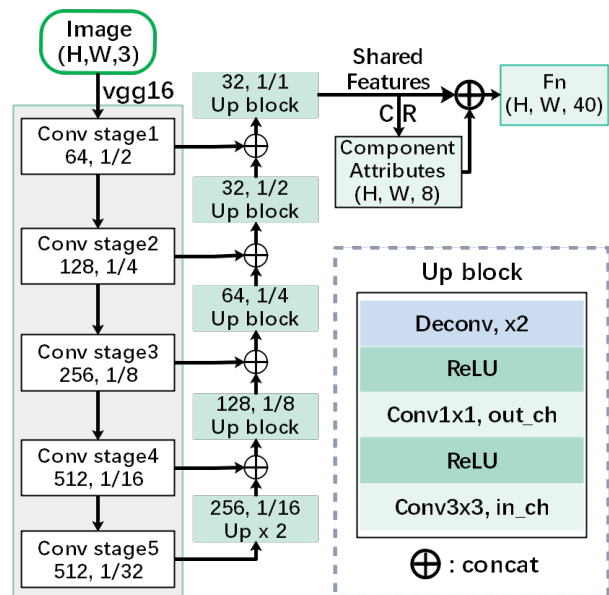 Image
(H,W,3)
vgg16
Conv stage1
64, 1/2
Conv stage2
128, 1/4
Conv stage3
256, 1/8
Conv stage4
512, 1/16
Conv stage5
512, 1/32
32, 1/1
Up block
32, 1/2
Up block
64, 1/4
Up block
128, 1/8
Up block
256, 1/16
Up x 2
Shared
Features
C R
Component
Attributes
(H, W, 8)
Fn
(H, W, 40)
Up block
Deconv, x2
ReLU
Conv1x1, out_ch
ReLU
Conv3x3, in_ch
: concat